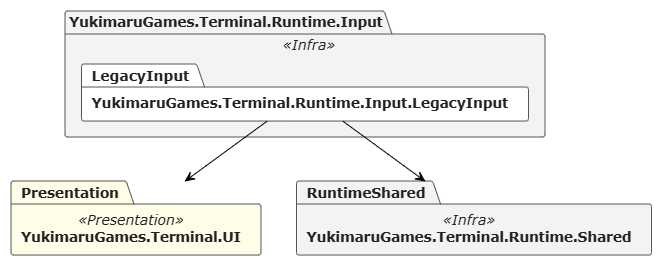 YukimaruGames.Terminal.Runtime.Input
«Infra»
LegacyInput
YukimaruGames.Terminal.Runtime.Input.LegacyInput
Presentation
«Presentation»
YukimaruGames.Terminal.UI
RuntimeShared
«Infra»
YukimaruGames.Terminal.Runtime.Shared